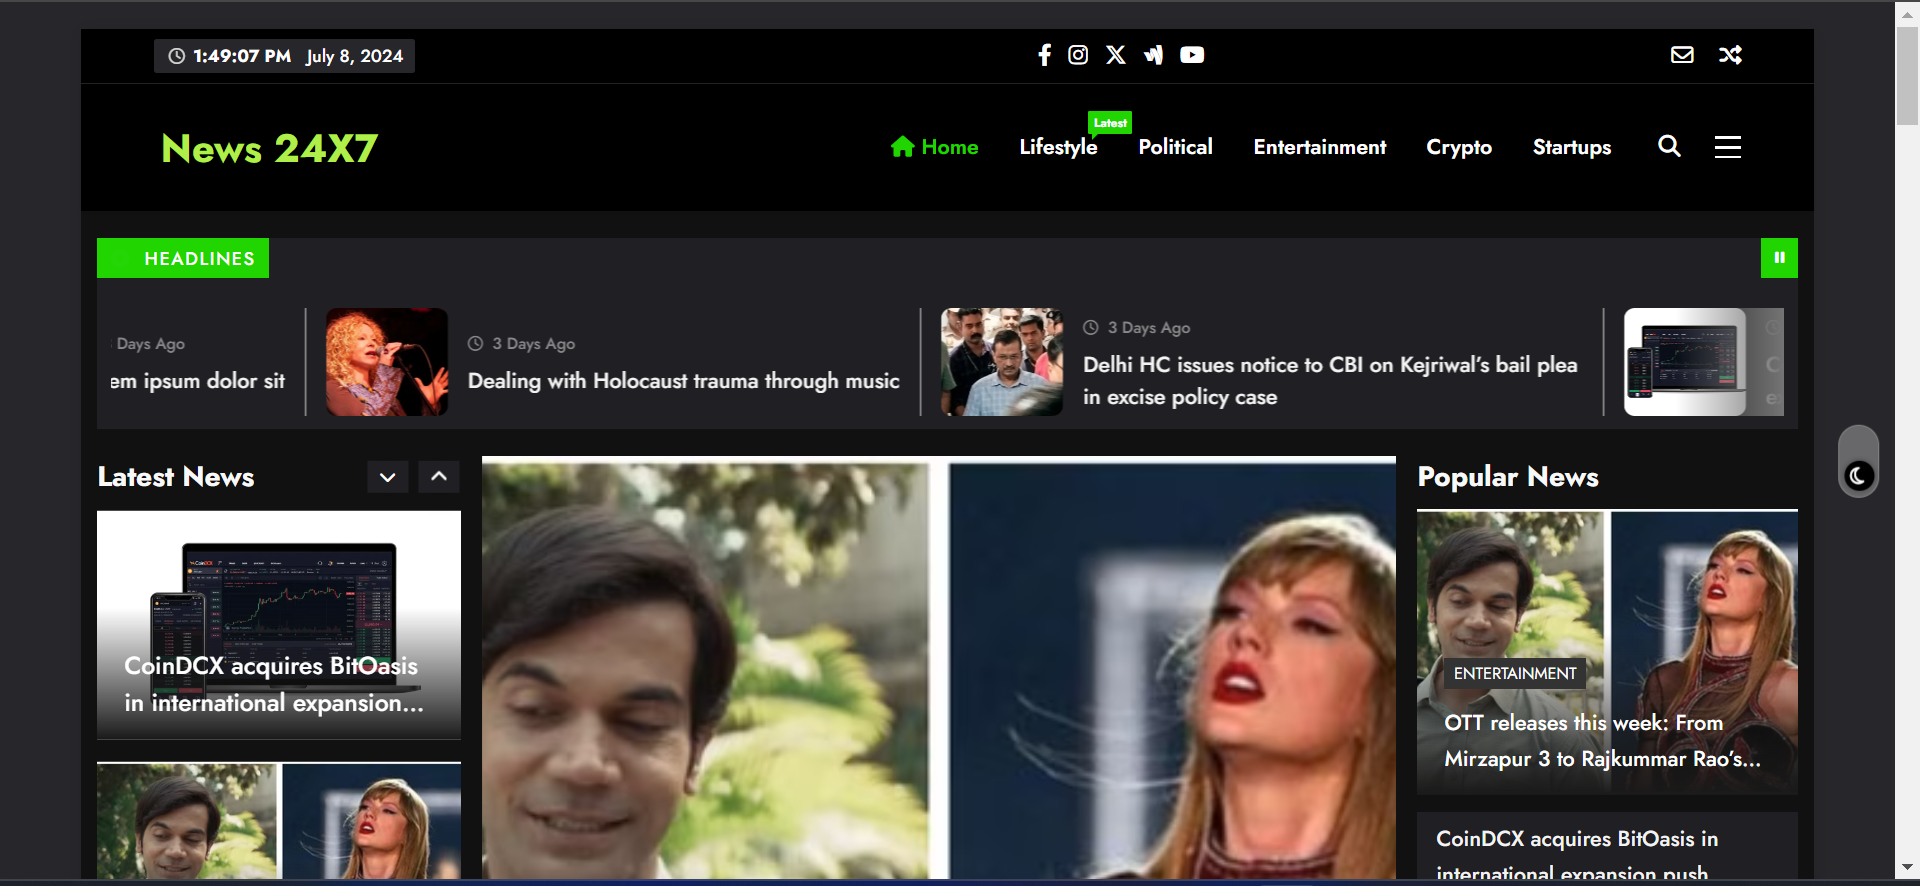 1:49:07 PM July 8, 2024
News 24X7
Home Lifestyle Political Entertainment Crypto Startups
Latest
HEADLINES
Days Ago
em ipsum dolor sit
3 Days Ago
Dealing with Holocaust trauma through music
3 Days Ago
Delhi HC issues notice to CBI on Kejriwal's bail plea
in excise policy case
Latest News
CoinDCX acquires BitOasis
in international expansion...
Popular News
ENTERTAINMENT
OTT releases this week: From
Mirzapur 3 to Rajkummar Rao's...
CoinDCX acquires BitOasis in
international expansion push